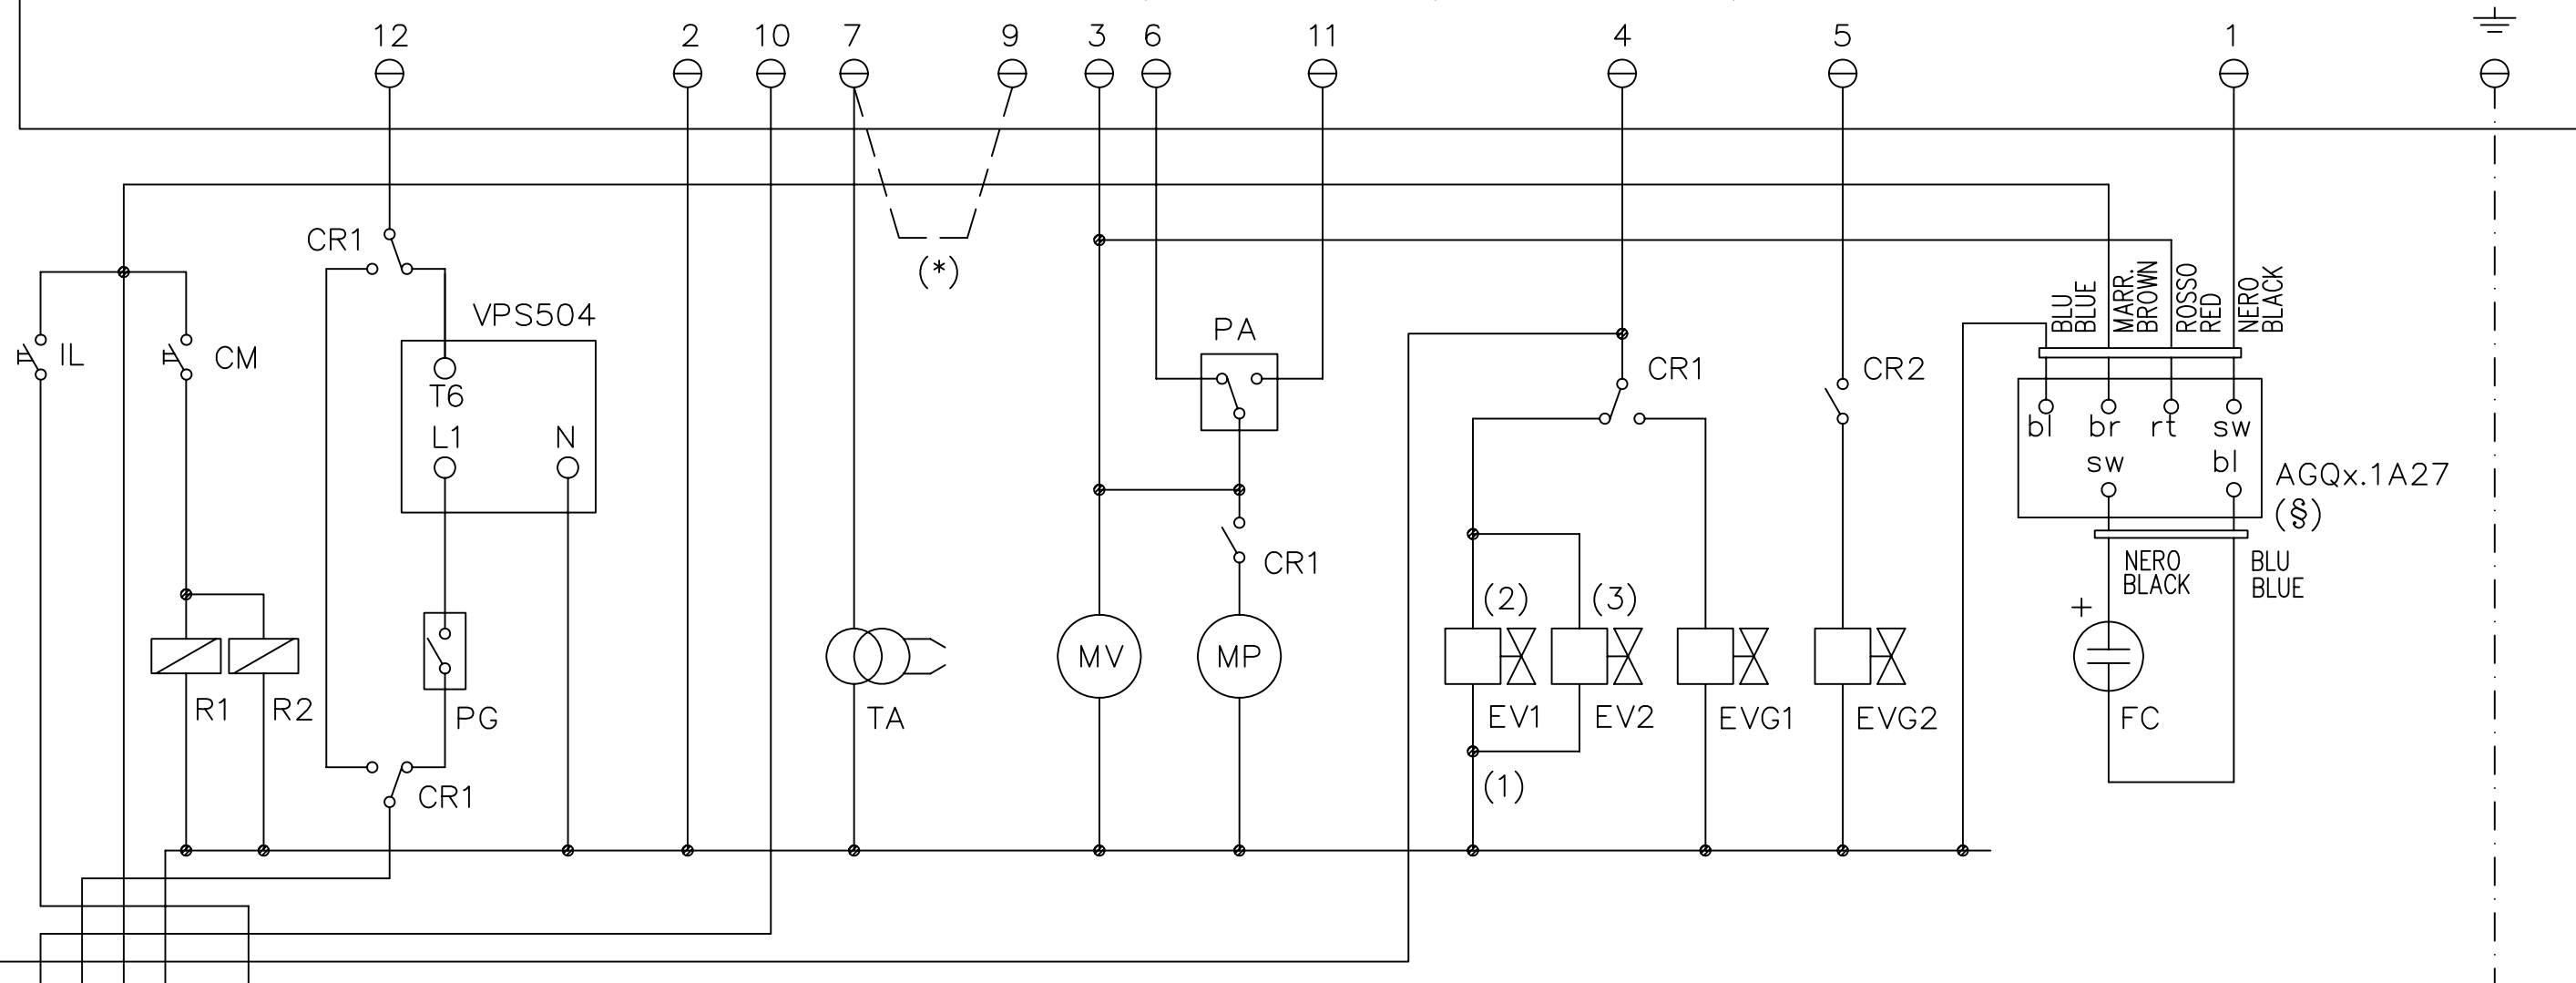 12 2 10 7 9 3 6 11 4 5 1
CR1
(*)
BLU
BLUE
MARR.
BROWN
ROSSO
RED
NERO
BLACK
VPS504
PA
IL
CM
CR1
CR2
T6
L1 N
bl br rt sw
sw bl
AGQx.1A27
(§)
CR1
NERO
BLACK
BLU
BLUE
(2) (3)
+
MV MP
R1 R2
PG
TA
EV1 EV2 EVG1 EVG2 FC
(1)
CR1